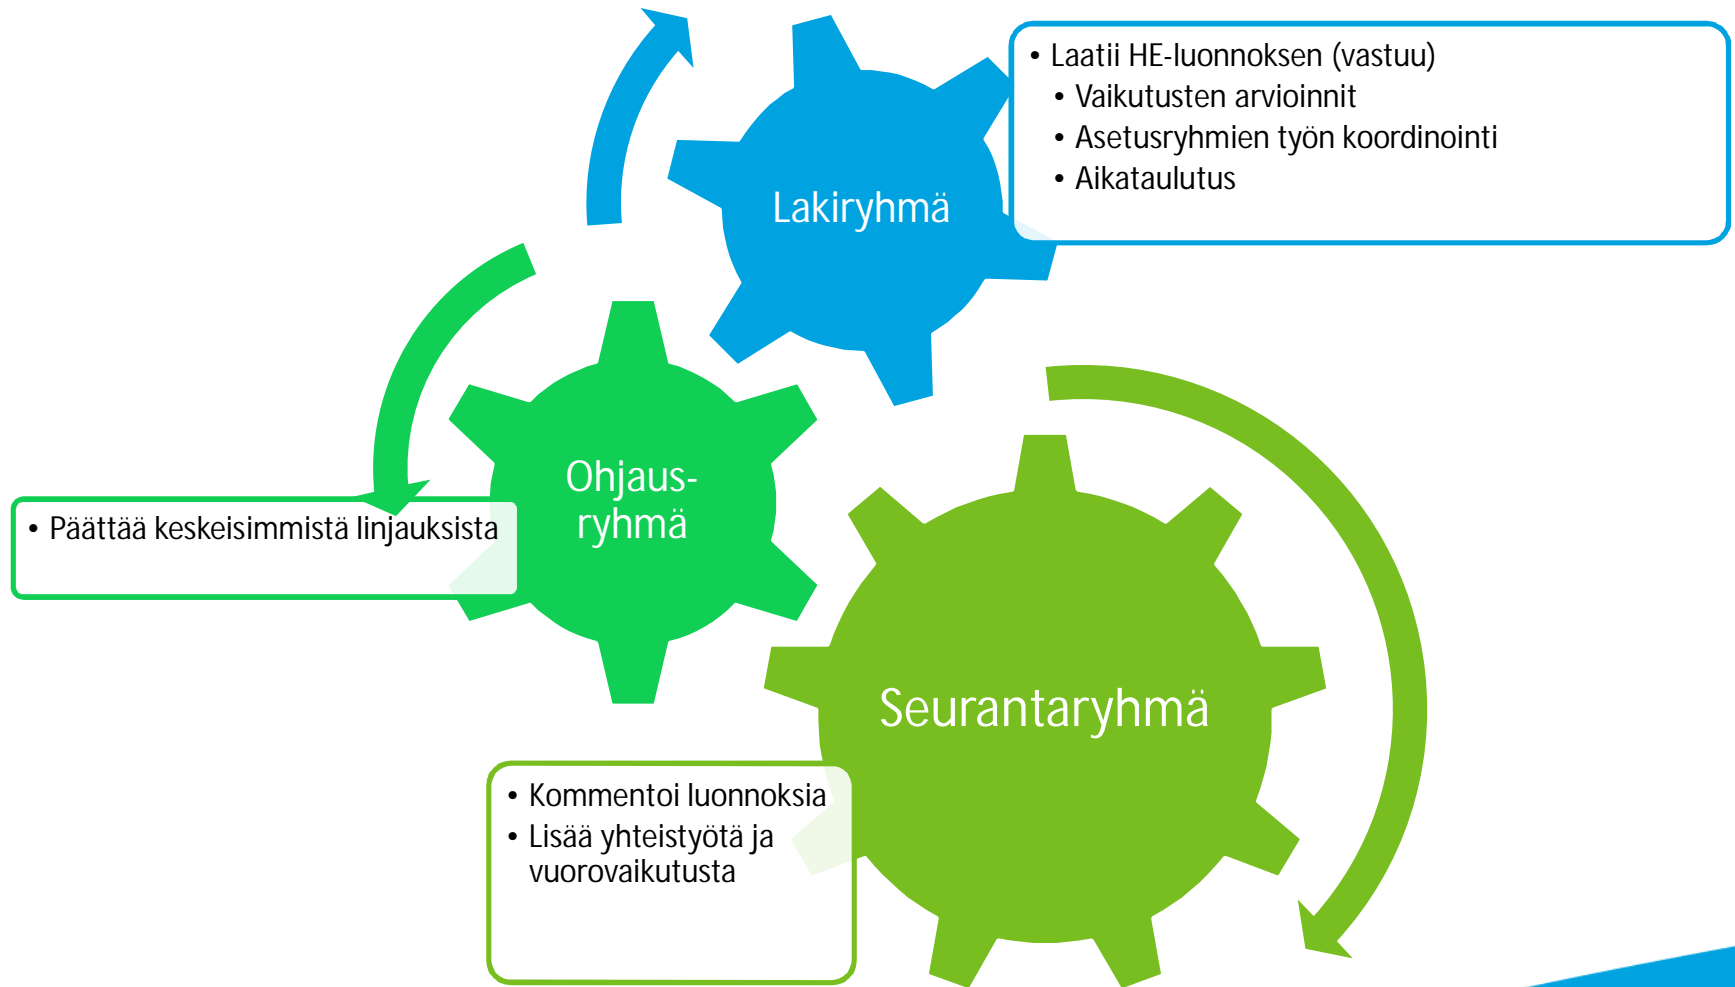 • Laatii HE-luonnoksen (vastuu)
• Vaikutusten arvioinnit
• Asetusryhmien työn koordinointi
• Aikataulutus
Lakiryhmä
Ohjaus-
ryhmä
• Päättää keskeisimmistä linjauksista
Seurantaryhmä
• Kommentoi luonnoksia
• Lisää yhteistyötä ja
vuorovaikutusta